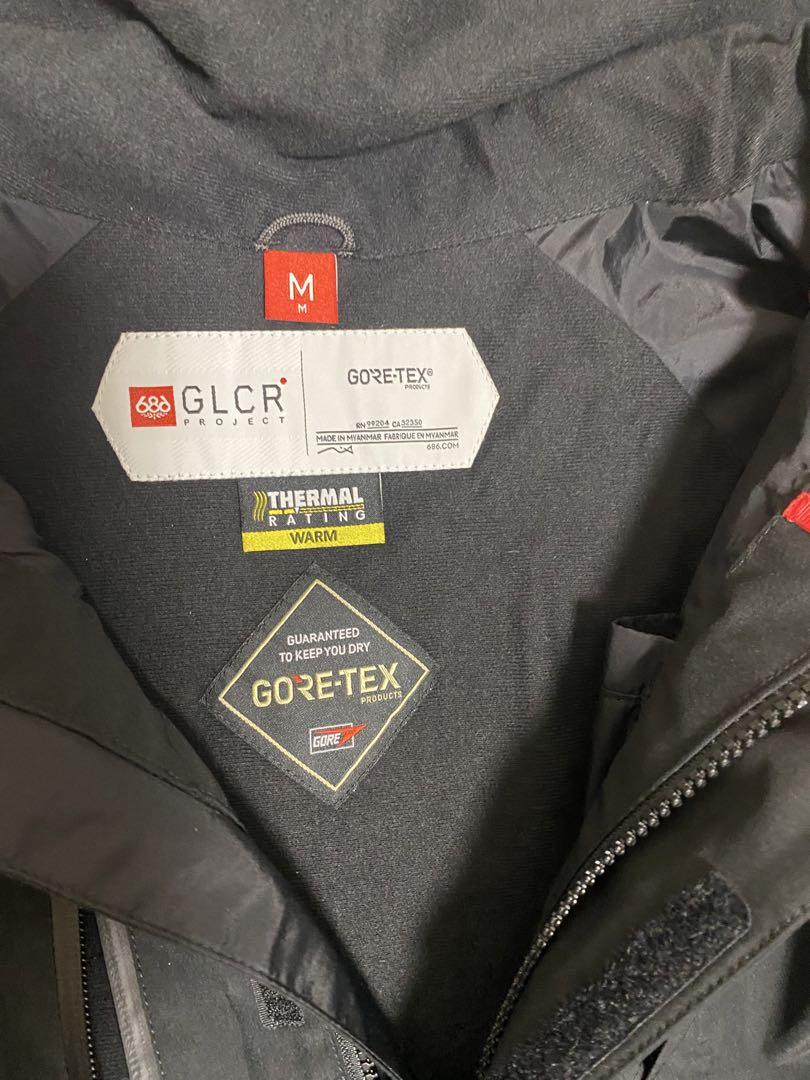 M
M
686
GLCR
PROJECT
GORE-TEX®
PRODUCTS
RN 99204 CA 32350
MADE IN MYANMAR FABRIQUE EN MYANMAR
686.COM
THERMAL
RATING
WARM
GUARANTEED
TO KEEP YOU DRY
GORE-TEX
PRODUCTS
GORE